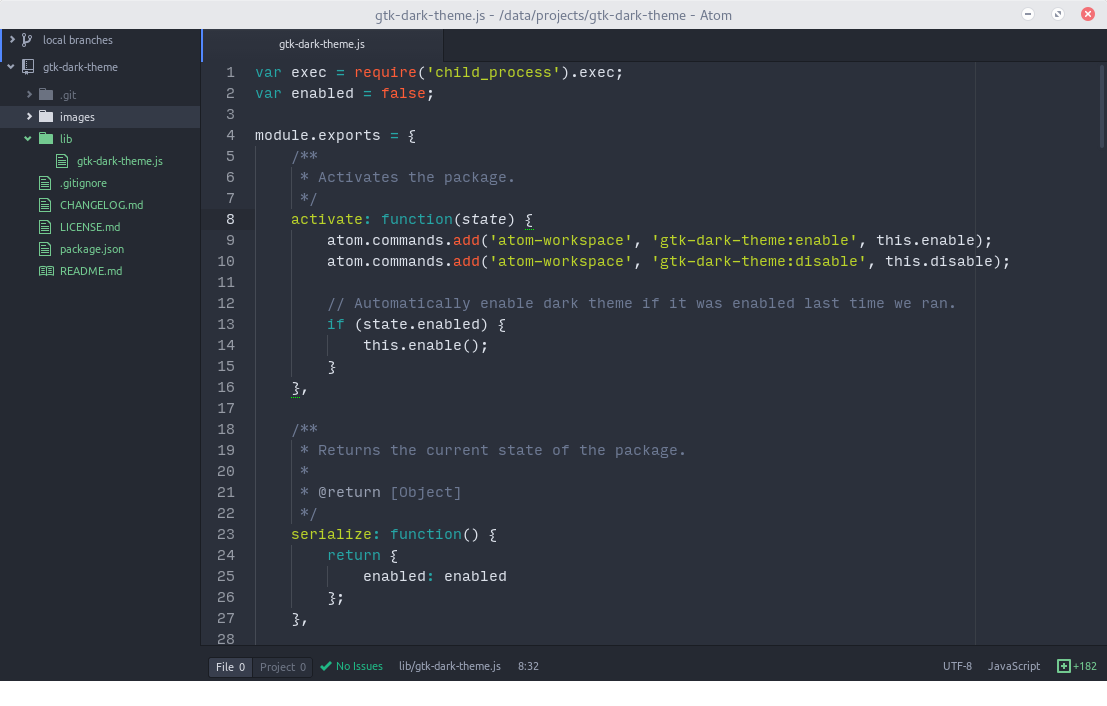 gtk-dark-theme.js - /data/projects/gtk-dark-theme - Atom
local branches
gtk-dark-theme
.git
images
lib
gtk-dark-theme.js
.gitignore
CHANGELOG.md
LICENSE.md
package.json
README.md
gtk-dark-theme.js
1 var exec = require('child_process').exec;
2 var enabled = false;
3
4 module.exports = {
5     /**
6      * Activates the package.
7      */
8     activate: function(state) {
9         atom.commands.add('atom-workspace', 'gtk-dark-theme:enable', this.enable);
10         atom.commands.add('atom-workspace', 'gtk-dark-theme:disable', this.disable);
11
12         // Automatically enable dark theme if it was enabled last time we ran.
13         if (state.enabled) {
14             this.enable();
15         }
16     },
17
18     /**
19      * Returns the current state of the package.
20      *
21      * @return [Object]
22      */
23     serialize: function() {
24         return {
25             enabled: enabled
26         };
27     },
28
File 0 Project 0 No Issues lib/gtk-dark-theme.js 8:32 UTF-8 JavaScript +182